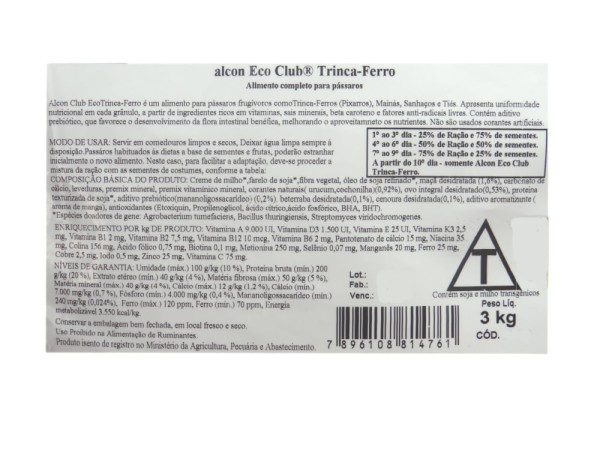 alcon Eco Club® Trinca-Ferro
Alimento completo para pássaros
Alcon Club EcoTrinca-Ferro é um alimento para pássaros frugívoros comoTrinca-Ferros (Pixarros), Mainás, Sanhaços e Tiés. Apresenta uniformidade
nutricional em cada grânulo, a partir de ingredientes ricos em vitaminas, sais minerais, beta caroteno e fatores anti-radicais livres. Contém aditivo
prebiótico, que favorece o desenvolvimento da flora intestinal benéfica, melhorando o aproveitamento os nutrientes. Não são usados corantes artificiais.
MODO DE USAR: Servir em comedouros limpos e secos, Deixar água limpa sempre à
disposição.Pássaros habituados às dietas a base de sementes e frutas, poderão estranhar
inicialmente o novo alimento. Neste caso, para facilitar a adaptação, deve-se proceder a
mistura da ração com as sementes de costumes, conforme a tabela:
1º ao 3º dia - 25% de Ração e 75% de sementes.
4º ao 6º dia - 50% de Ração e 50% de sementes.
7º ao 9º dia - 75% de Ração e 25% de sementes.
A partir do 10º dia - somente Alcon Eco Club
Trinca-Ferro.
COMPOSIÇÃO BÁSICA DO PRODUTO: Creme de milho*,farelo de soja*,fibra vegetal, óleo de soja refinado*, maçã desidratada (1,6%), carbonato de
cálcio, leveduras, premix mineral, premix vitamínico mineral, corantes naturais( urucum,cochonilha)(0,92%), ovo integral desidratado(0,53%), proteína
texturizada de soja*, aditivo prebiótico(mananoligossacarídeo) (0,2%). beterraba desidratada(0,1%), cenoura desidratada(0,1%), aditivo aromatizante (
aroma de manga), antioxidantes (Etoxiquin, Propilenoglicol, ácido cítrico,ácido fosfórico, BHA, BHT).
*Espécies doadores de gene: Agrobacterium tumefaciens, Bacillus thuringiensis, Streptomyces viridochromogenes.
ENRIQUECIMENTO POR kg DE PRODUTO: Vitamina A 9.000 UI, Vitamina D3 1.500 UI, Vitamina E 25 UI, Vitamina K3 2,5
mg, Vitamina B1 2 mg, Vitamina B2 7,5 mg, Vitamina B12 10 mcg, Vitamina B6 2 mg, Pantotenato de cálcio 15 mg, Niacina 35
mg, Colina 156 mg, Ácido fólico 0,75 mg, Biotina 0,1 mg, Metionina 250 mg, Selênio 0,07 mg, Manganês 20 mg, Ferro 25 mg,
Cobre 2,5 mg, Iodo 0,5 mg, Zinco 25 mg, Vitamina C 75 mg.
NÍVEIS DE GARANTIA: Umidade (máx.) 100 g/kg (10 %), Proteína bruta (mín.) 200
g/kg (20 %), Extrato etéreo (mín.) 40 g/kg (4 %), Matéria fibrosa (máx.) 50 g/kg (5 %),
Matéria mineral (máx.) 40 g/kg (4 %), Cálcio (máx.) 12 g/kg (1.2 %), Cálcio (mín.)
7.000 mg/kg (0,7 %), Fósforo (mín.) 4.000 mg/kg (0.4 %), Mananoligossacarídeo (mín.)
240 mg/kg (0,024%), Ferro (máx.) 120 ppm, Ferro (mín.) 70 ppm, Energia
metabolizável 3.550 kcal/kg.
Conservar a embalagem bem fechada, em local fresco e seco.
Uso Proibido na Alimentação de Ruminantes.
Produto isento de registro no Ministério da Agricultura, Pecuária e Abastecimento.
Lot.:
Fab.:
Venc.:
T
Contém soja e milho transgênicos
Peso Líq.
3 kg
CÓD.
7 896108 814761